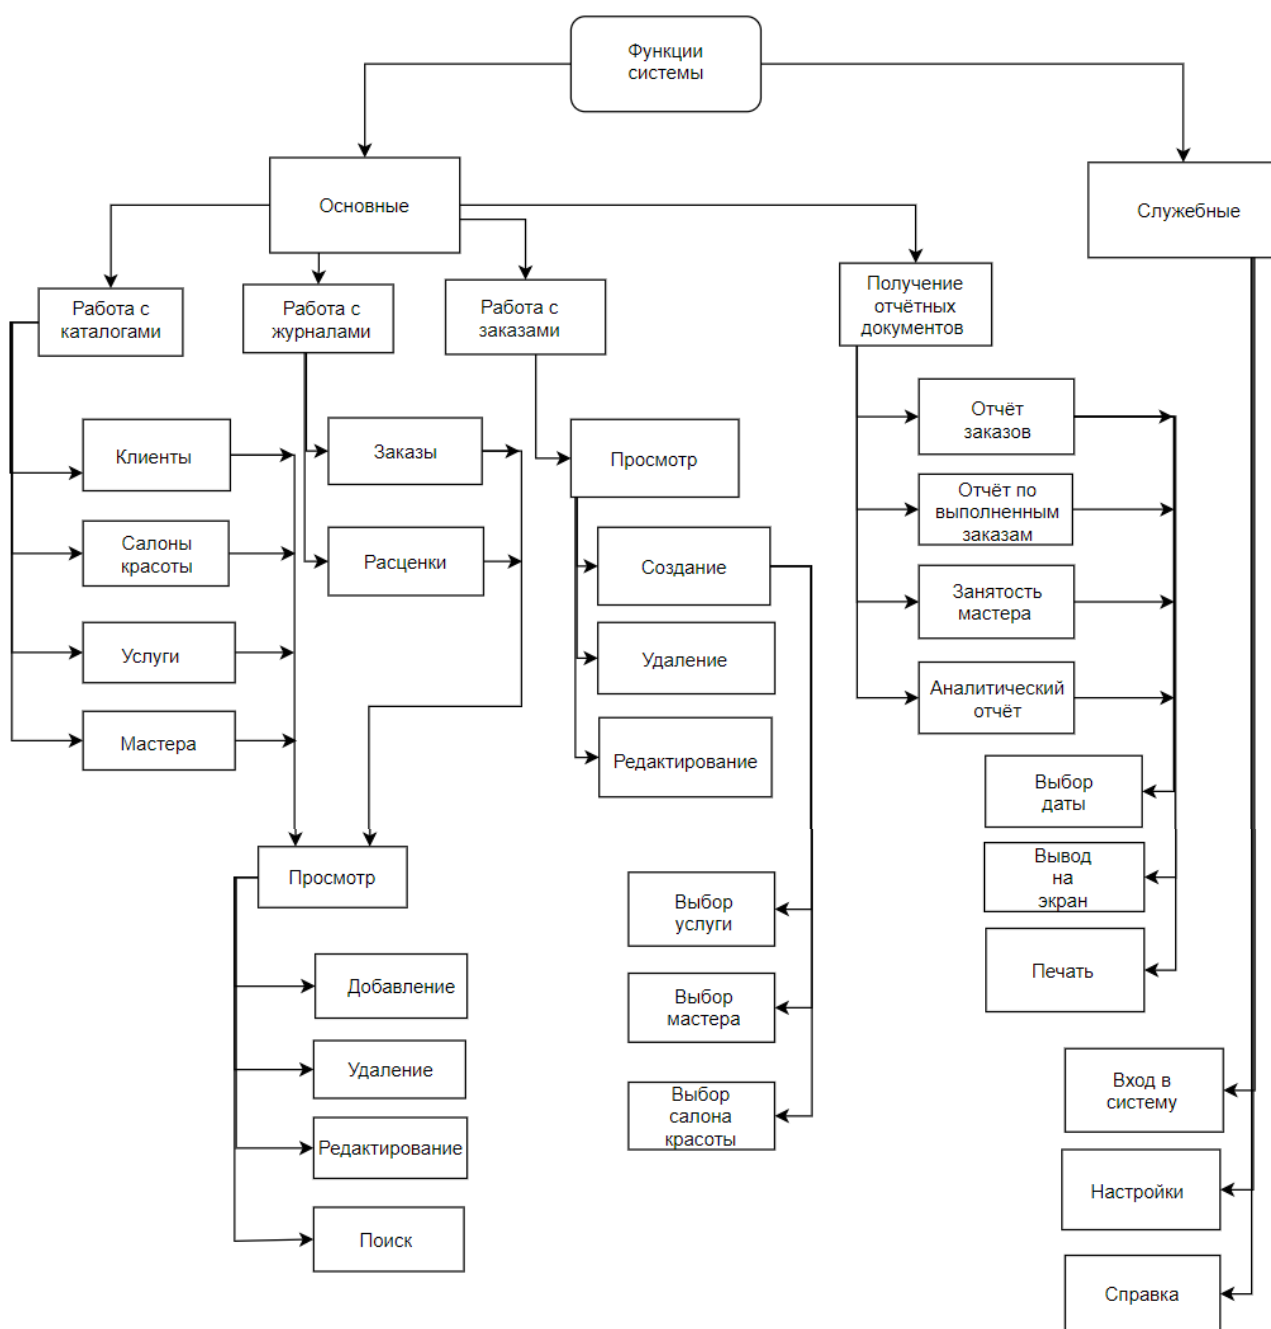 Функции
системы
Основные
Служебные
Работа с
каталогами
Работа с
журналами
Работа с
заказами
Получение
отчётных
документов
Клиенты
Салоны
красоты
Услуги
Мастера
Заказы
Расценки
Просмотр
Создание
Удаление
Редактирование
Отчёт
заказов
Отчёт по
выполненным
заказам
Занятость
мастера
Аналитический
отчёт
Выбор
даты
Вывод
на
экран
Печать
Просмотр
Добавление
Удаление
Редактирование
Поиск
Выбор
услуги
Выбор
мастера
Выбор
салона
красоты
Вход в
систему
Настройки
Справка